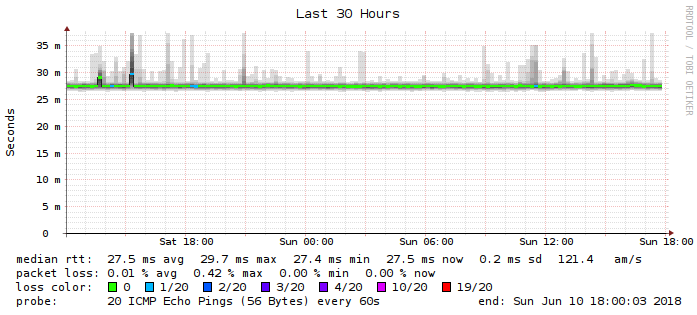 Last 30 Hours
RRDTOOL / TOBI OETIKER
Seconds
35 m
30 m
25 m
20 m
15 m
10 m
5 m
0
Sat 18:00 Sun 00:00 Sun 06:00 Sun 12:00 Sun 18:00
median rtt: 27.5 ms avg 29.7 ms max 27.4 ms min 27.5 ms now 0.2 ms sd 121.4 am/s
packet loss: 0.01 % avg 0.42 % max 0.00 % min 0.00 % now
loss color: 0 1/20 2/20 3/20 4/20 10/20 19/20
probe: 20 ICMP Echo Pings (56 Bytes) every 60s end: Sun Jun 10 18:00:03 2018